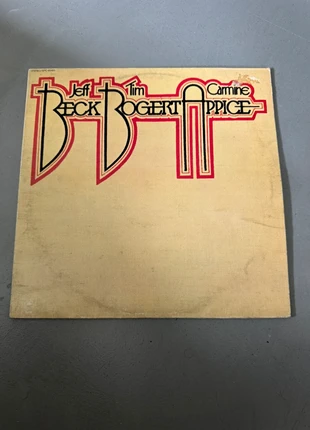 Jeff Tim Carmine
BECK BOGERT APPICE